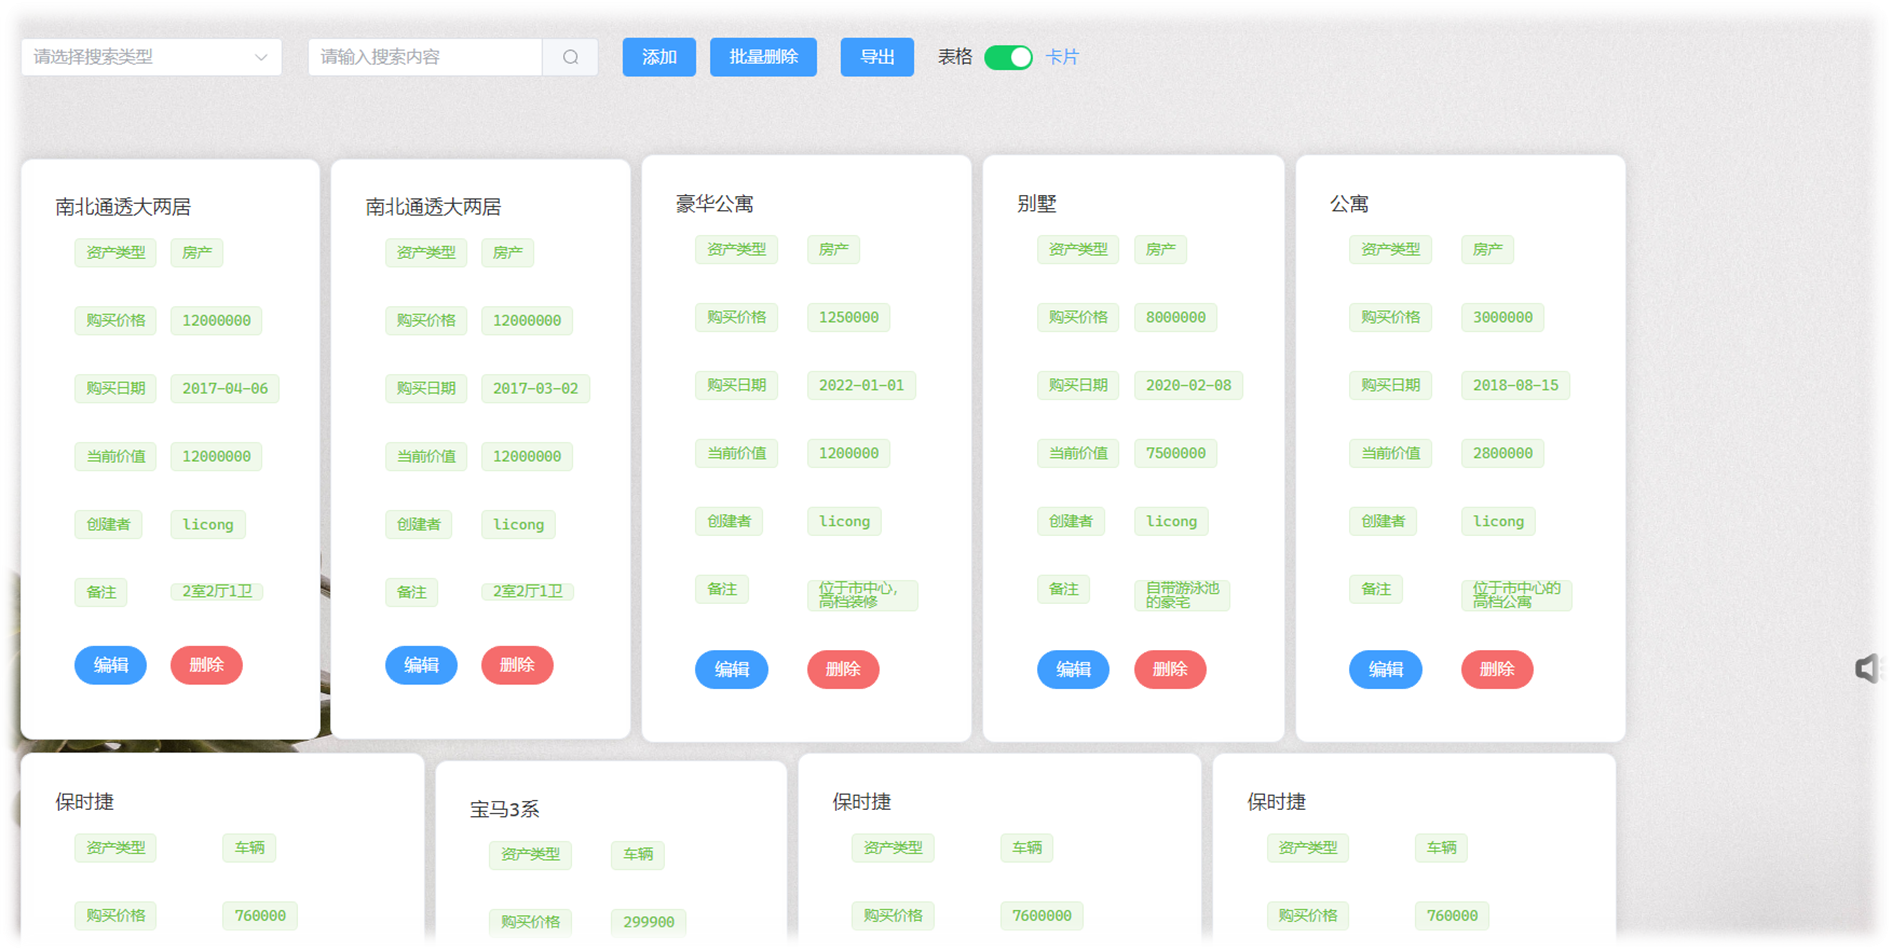 请选择搜索类型 请输入搜索内容 添加 批量删除 导出 表格 卡片
南北通透大两居
资产类型 房产
购买价格 12000000
购买日期 2017-04-06
当前价值 12000000
创建者 licong
备注 2室2厅1卫
编辑 删除
南北通透大两居
资产类型 房产
购买价格 12000000
购买日期 2017-03-02
当前价值 12000000
创建者 licong
备注 2室2厅1卫
编辑 删除
豪华公寓
资产类型 房产
购买价格 1250000
购买日期 2022-01-01
当前价值 1200000
创建者 licong
备注 位于市中心,
高档装修
编辑 删除
别墅
资产类型 房产
购买价格 8000000
购买日期 2020-02-08
当前价值 7500000
创建者 licong
备注 自带游泳池
的豪宅
编辑 删除
公寓
资产类型 房产
购买价格 3000000
购买日期 2018-08-15
当前价值 2800000
创建者 licong
备注 位于市中心的
高档公寓
编辑 删除
保时捷
资产类型 车辆
购买价格 760000
宝马3系
资产类型 车辆
购买价格 299900
保时捷
资产类型 车辆
购买价格 7600000
保时捷
资产类型 车辆
购买价格 760000